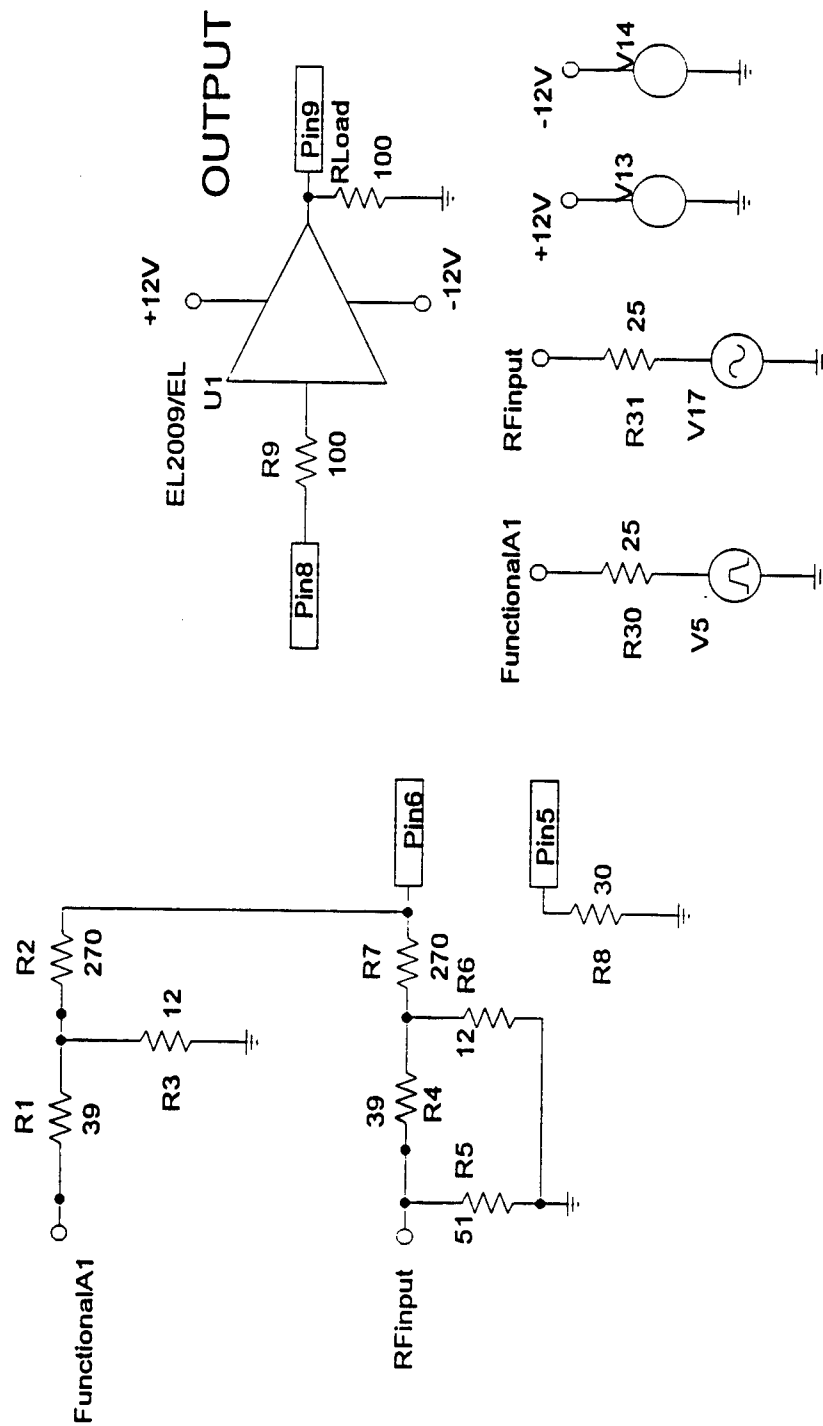 OUTPUT
+12V
EL2009/EL
U1
R9
100
Pin8
Pin9
RLoad
100
-12V
R1
39
R2
270
12
R3
FunctionalA1
Pin6
R7
270
39
R4
R6
12
R5
51
RFinput
Pin5
30
R8
FunctionalA1
25
R30
V5
RFinput
25
R31
V17
+12V
V13
-12V
V14